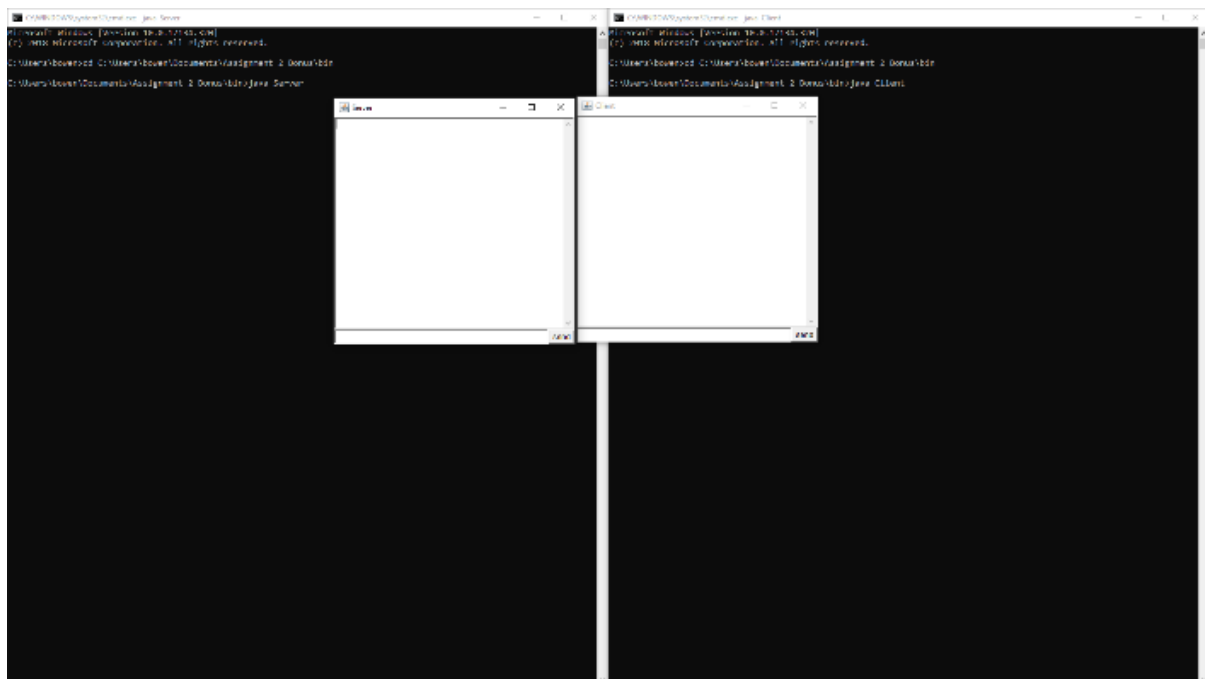 C:\WINDOWS\system32\cmd.exe - java Server
Microsoft Windows [Version 10.0.17134.320]
(c) 2018 Microsoft Corporation. All rights reserved.
C:\Users\bowen>cd C:\Users\bowen\Documents\Assignment 2 Bonus\bin
C:\Users\bowen\Documents\Assignment 2 Bonus\bin>java Server
C:\WINDOWS\system32\cmd.exe - java Client
Microsoft Windows [Version 10.0.17134.320]
(c) 2018 Microsoft Corporation. All rights reserved.
C:\Users\bowen>cd C:\Users\bowen\Documents\Assignment 2 Bonus\bin
C:\Users\bowen\Documents\Assignment 2 Bonus\bin>java Client
Server
Send
Client
Send